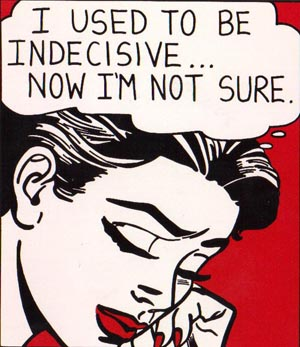 I USED TO BE
INDECISIVE...
NOW I'M NOT SURE.